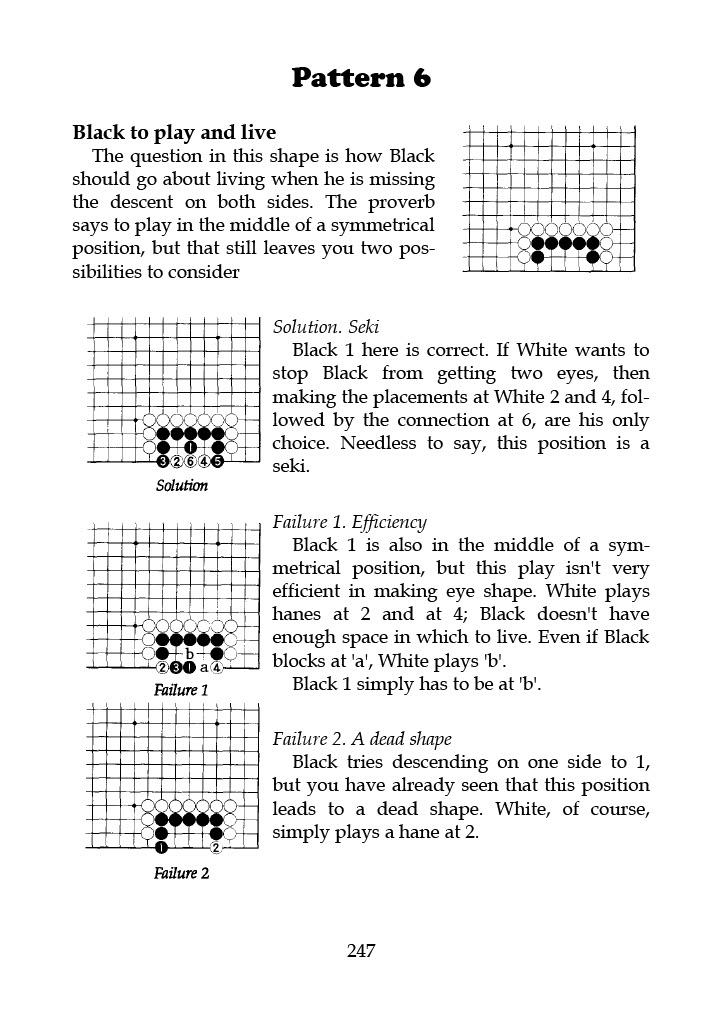 Pattern 6
Black to play and live
The question in this shape is how Black
should go about living when he is missing
the descent on both sides. The proverb
says to play in the middle of a symmetrical
position, but that still leaves you two pos-
sibilities to consider
Solution. Seki
Black 1 here is correct. If White wants to
stop Black from getting two eyes, then
making the placements at White 2 and 4, fol-
lowed by the connection at 6, are his only
choice. Needless to say, this position is a
seki.
1
3 2 6 4 5
Solution
Failure 1. Efficiency
Black 1 is also in the middle of a sym-
metrical position, but this play isn't very
efficient in making eye shape. White plays
hanes at 2 and at 4; Black doesn't have
enough space in which to live. Even if Black
blocks at 'a', White plays 'b'.
Black 1 simply has to be at 'b'.
b
2 3 1 a 4
Failure 1
Failure 2. A dead shape
Black tries descending on one side to 1,
but you have already seen that this position
leads to a dead shape. White, of course,
simply plays a hane at 2.
1 2
Failure 2
247